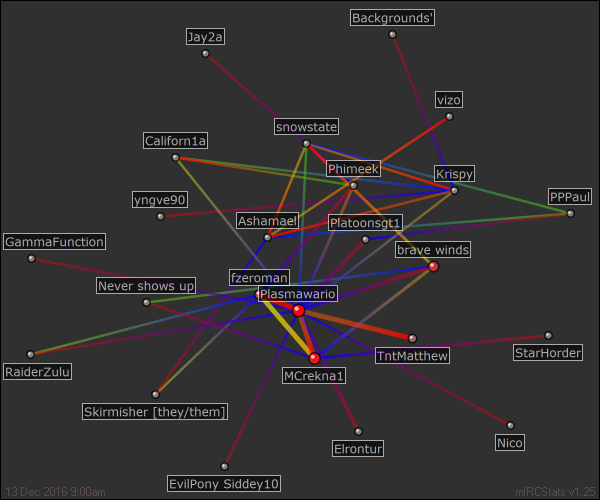 Backgrounds'
Jay2a
vizo
snowstate
Californ1a
Phimeek
Krispy
yngve90
PPPaul
Ashamael
Platoonsgt1
GammaFunction
brave winds
fzeroman
Never shows up
Plasmawario
StarHorder
TntMatthew
RaiderZulu
MCrekna1
Skirmisher [they/them]
Nico
Elrontur
EvilPony Siddey10
13 Dec 2016 9:00am
mIRCStats v1.25